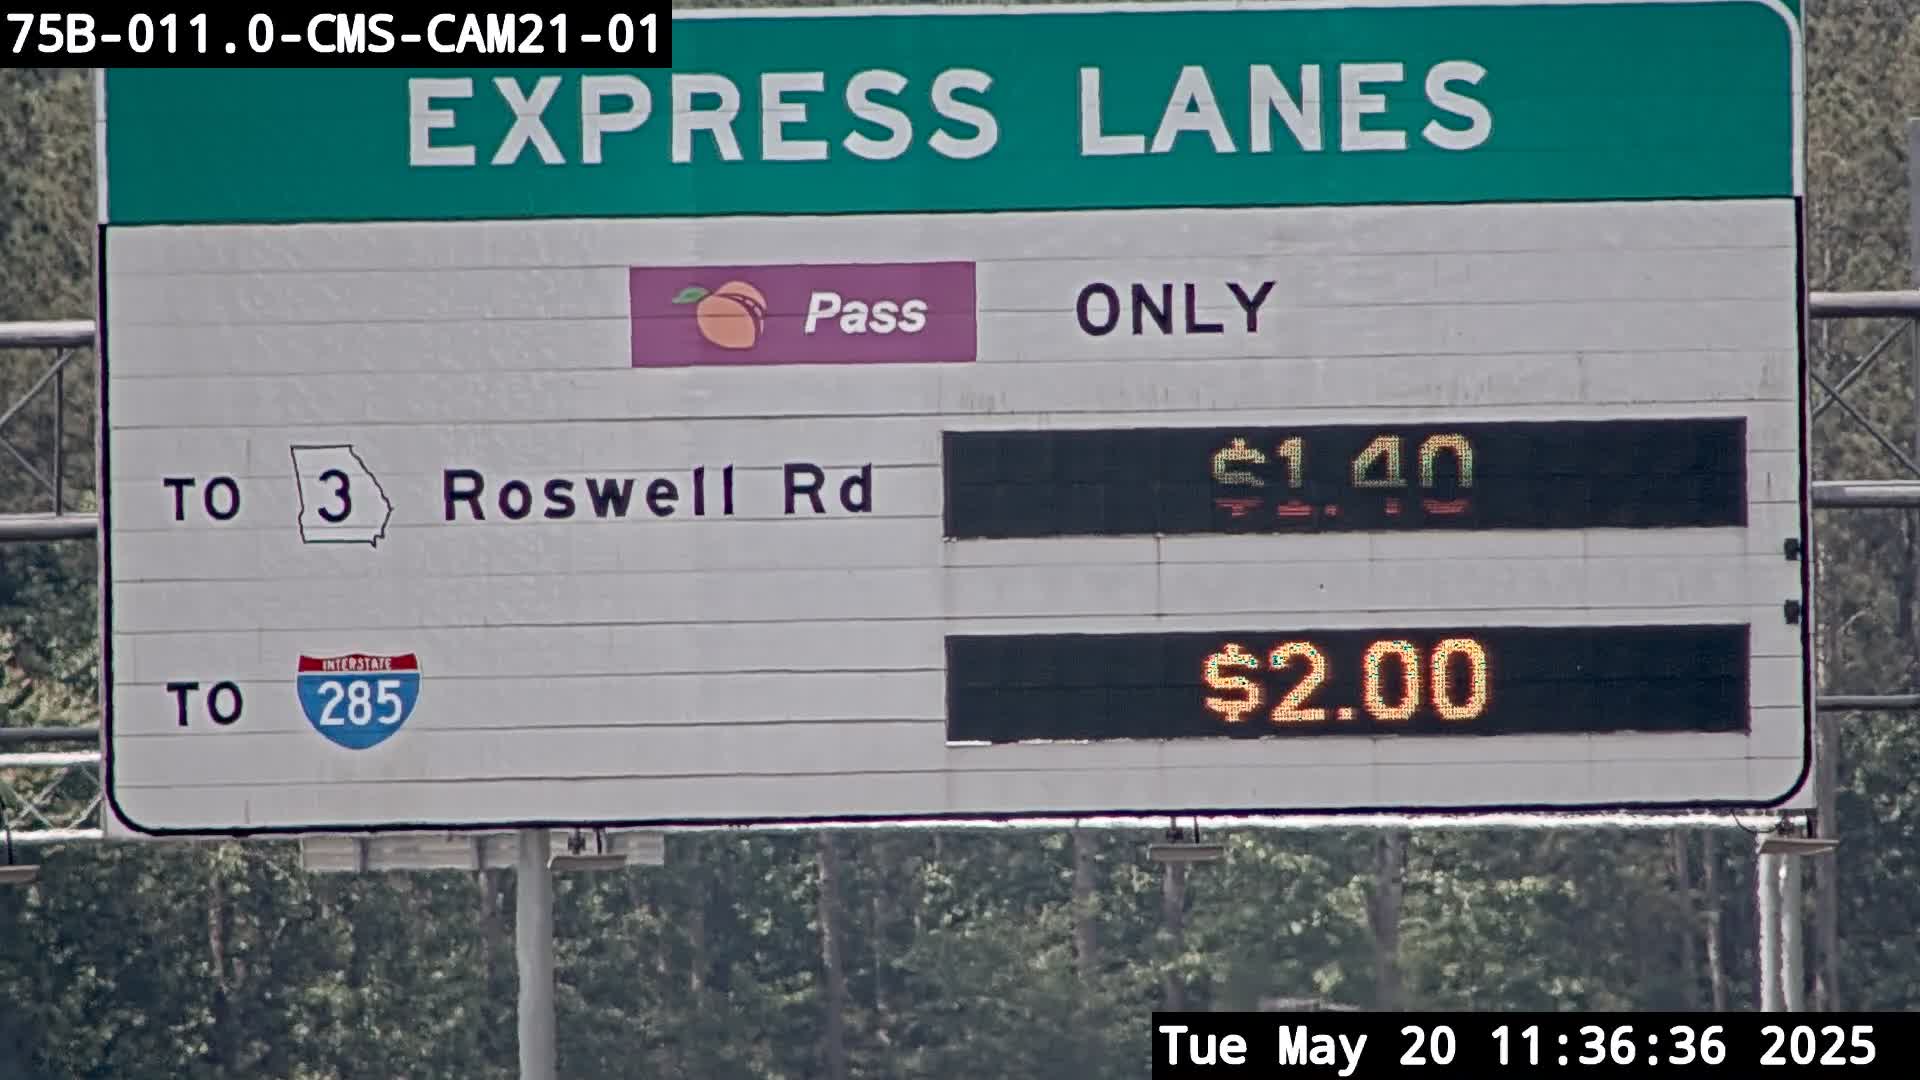 75B-011.0-CMS-CAM21-01
EXPRESS LANES
Pass ONLY
TO 3 Roswell Rd $1.40
TO INTERSTATE 285 $2.00
Tue May 20 11:36:36 2025